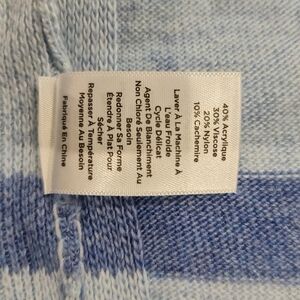 40% Acrylique
30% Viscose
20% Nylon
10% Cachemire
Laver À La Machine À
L'eau Froide
Cycle Délicat
Agent De Blanchiment
Non Chloré Seulement Au
Besoin
Redonner Sa Forme
Étendre À Plat Pour
Sécher
Repasser À Température
Moyenne Au Besoin
Fabriqué En Chine